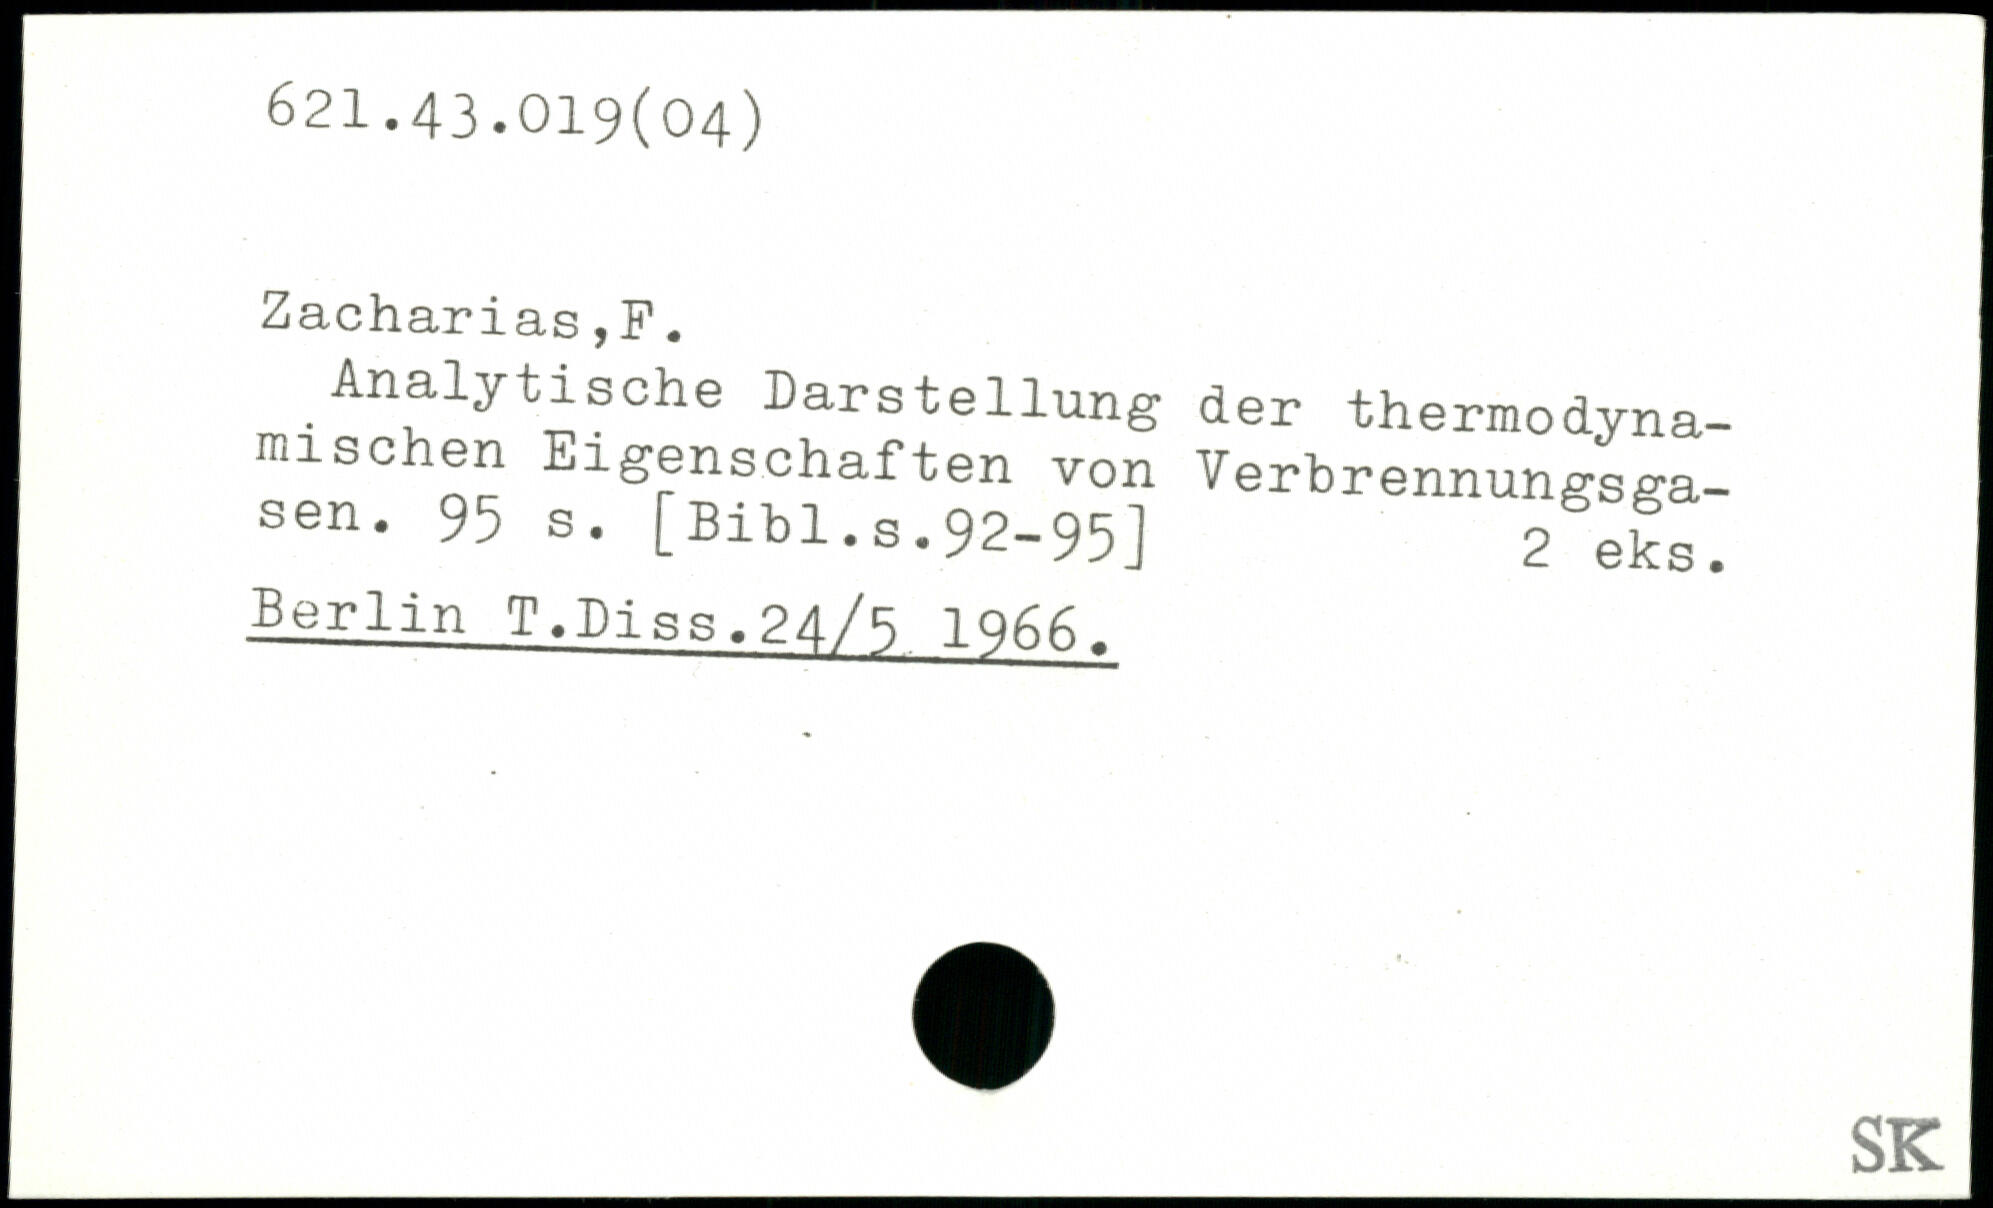 621.43.019(04)
Zacharias,F.
Analytische Darstellung der thermodyna-
mischen Eigenschaften von Verbrennungsga-
sen. 95 s. [Bibl.s.92-95] 2 eks.
Berlin T.Diss.24/5 1966.
SK